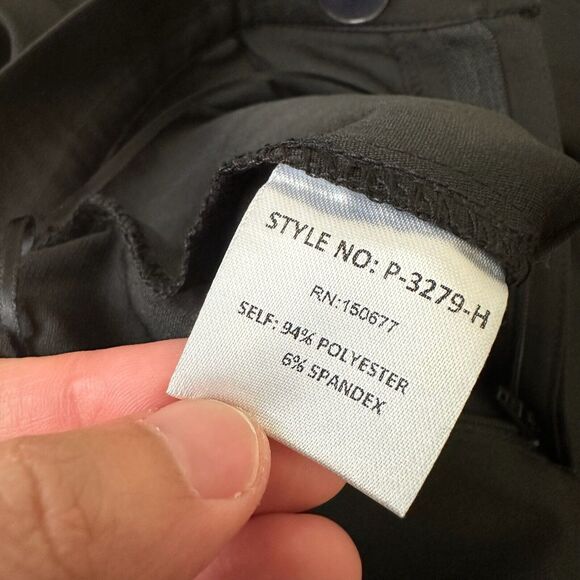 STYLE NO: P-3279-H
RN:150677
SELF: 94% POLYESTER
6% SPANDEX